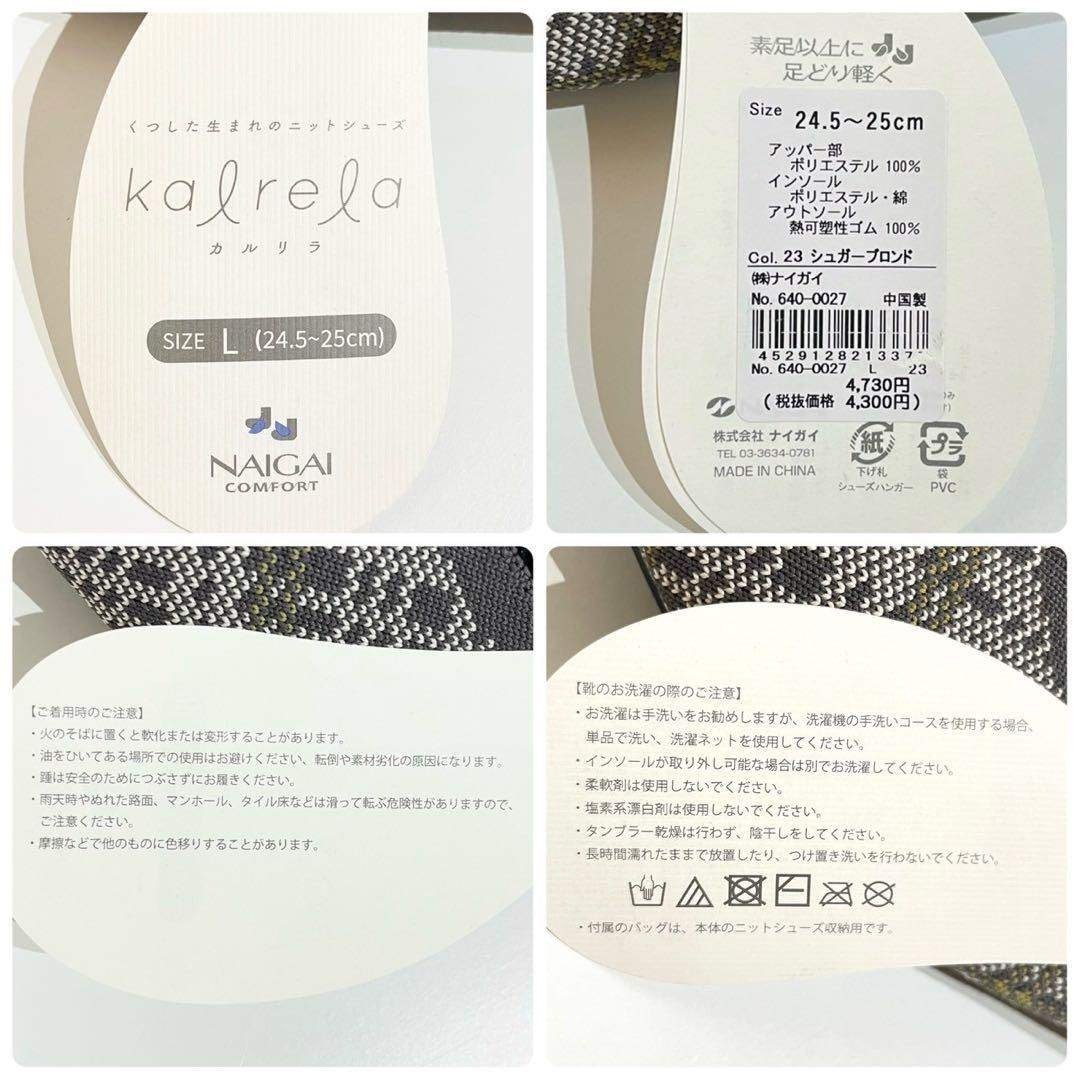 くつした生まれのニットシューズ
kalrela
カルリラ
SIZE L (24.5~25cm)
NAIGAI
COMFORT
素足以上に
足どり軽く
Size 24.5～25cm
アッパー部
ポリエステル 100%
インソール
ポリエステル・綿
アウトソール
熱可塑性ゴム 100%
Col. 23 シュガーブロンド
㈱ナイガイ
No. 640-0027 中国製
452912821337
No. 640-0027 L 23
4,730円
(税抜価格 4,300円)
株式会社 ナイガイ
TEL 03-3634-0781
MADE IN CHINA
紙
下げ札
シューズハンガー
プラ
袋
PVC
【ご着用時のご注意】
・火のそばに置くと軟化または変形することがあります。
・油をひいてある場所での使用はお避けください、転倒や素材劣化の原因になります。
・踵は安全のためにつぶさずにお履きください。
・雨天時やぬれた路面、マンホール、タイル床などは滑って転ぶ危険性がありますので、
ご注意ください。
・摩擦などで他のものに色移りすることがあります。
【靴のお洗濯の際のご注意】
・お洗濯は手洗いをお勧めしますが、洗濯機の手洗いコースを使用する場合、
単品で洗い、洗濯ネットを使用してください。
・インソールが取り外し可能な場合は別でお洗濯してください。
・柔軟剤は使用しないでください。
・塩素系漂白剤は使用しないでください。
・タンブラー乾燥は行わず、陰干しをしてください。
・長時間濡れたままで放置したり、つけ置き洗いを行わないでください。
・付属のバッグは、本体のニットシューズ収納用です。